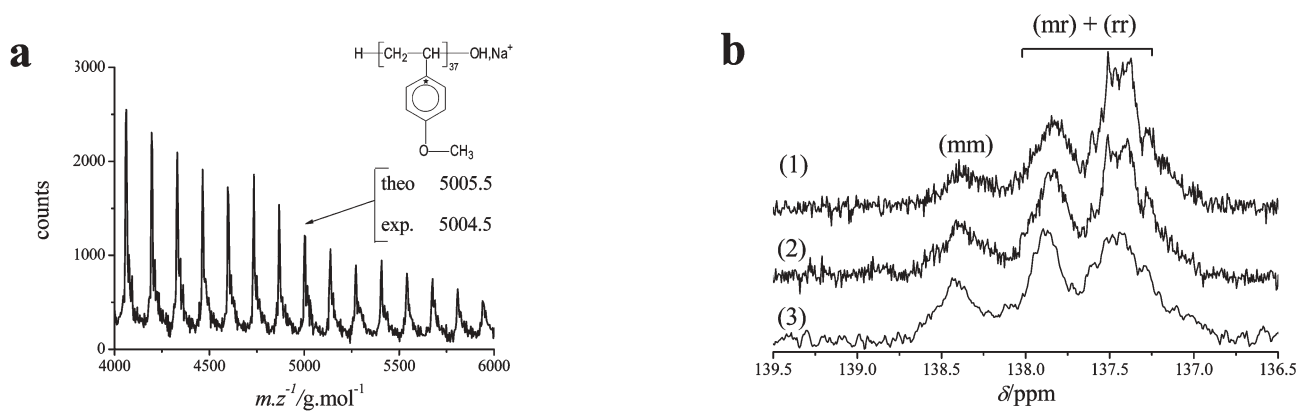 a
H CH₂ CH OH,Na⁺
37
*
O CH₃
theo 5005.5
exp. 5004.5
3000
2000
1000
0
counts
4000 4500 5000 5500 6000
m.z⁻¹/g.mol⁻¹
b
(mr) + (rr)
(mm)
(1)
(2)
(3)
139.5 139.0 138.5 138.0 137.5 137.0 136.5
δ/ppm